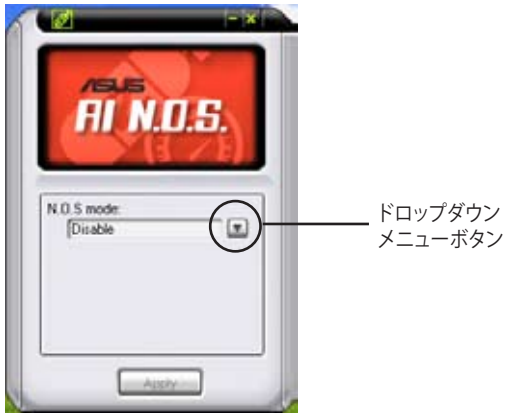 ASUS
AI N.O.S.
N.O.S mode:
Disable
ドロップダウン
メニューボタン
Apply